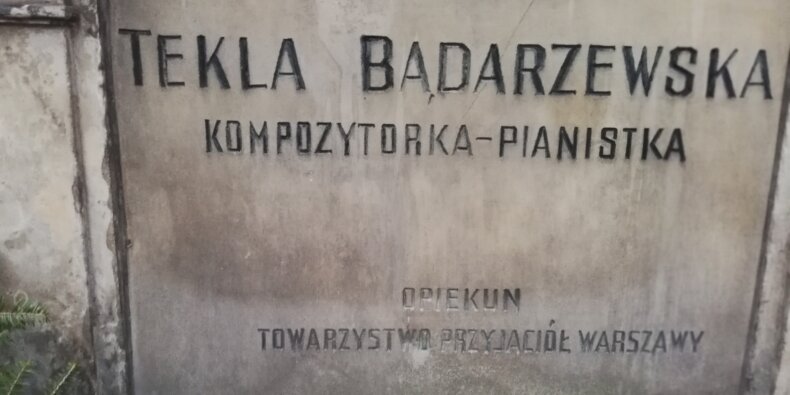 TEKLA BĄDARZEWSKA
KOMPOZYTORKA-PIANISTKA
OPIEKUN
TOWARZYSTWO PRZYJACIÓŁ WARSZAWY